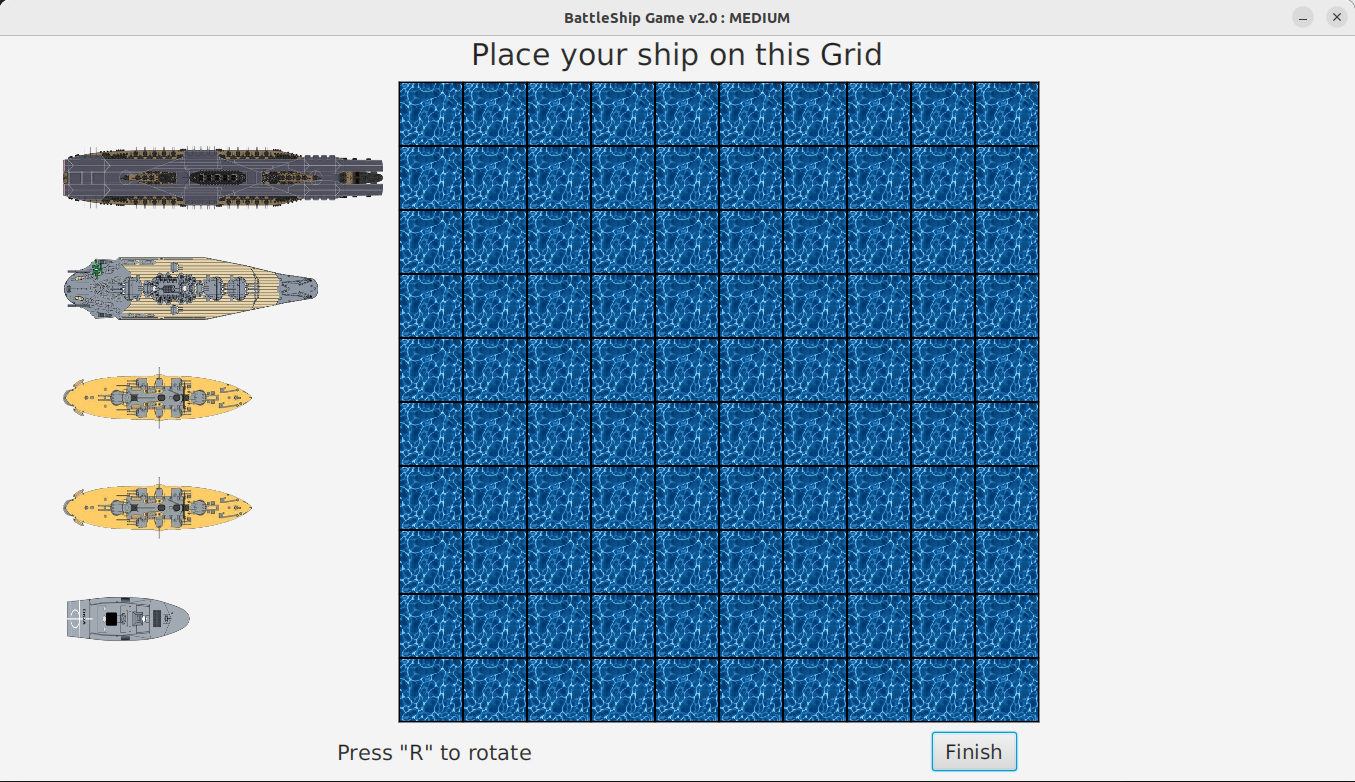 BattleShip Game v2.0 : MEDIUM
Place your ship on this Grid
Press "R" to rotate
Finish